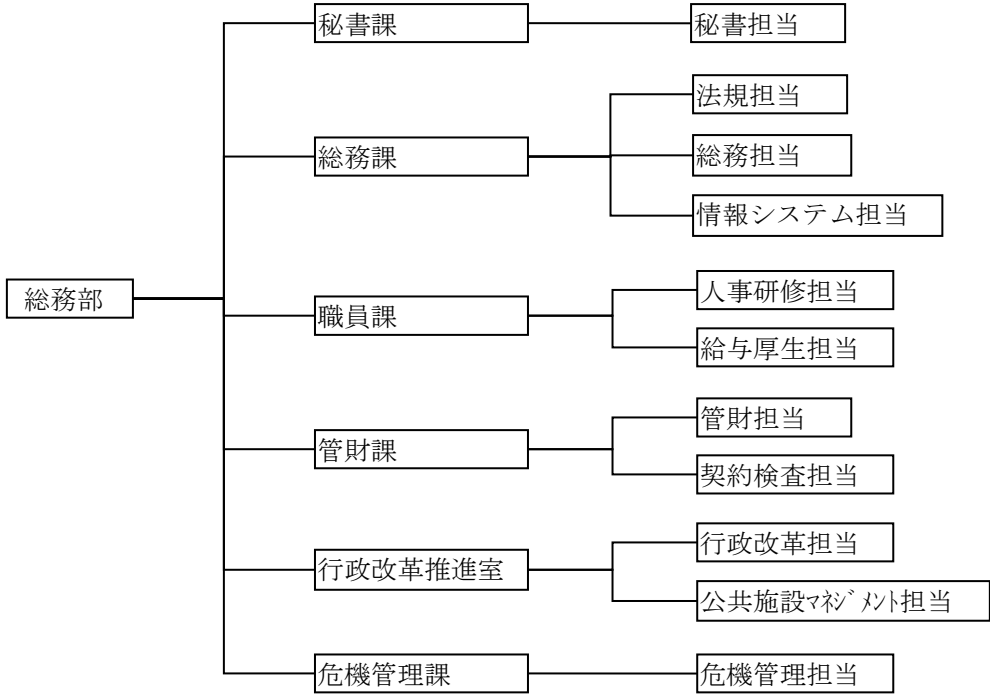 総務部
秘書課
秘書担当
総務課
法規担当
総務担当
情報システム担当
職員課
人事研修担当
給与厚生担当
管財課
管財担当
契約検査担当
行政改革推進室
行政改革担当
公共施設ﾏﾈｼﾞﾒﾝﾄ担当
危機管理課
危機管理担当